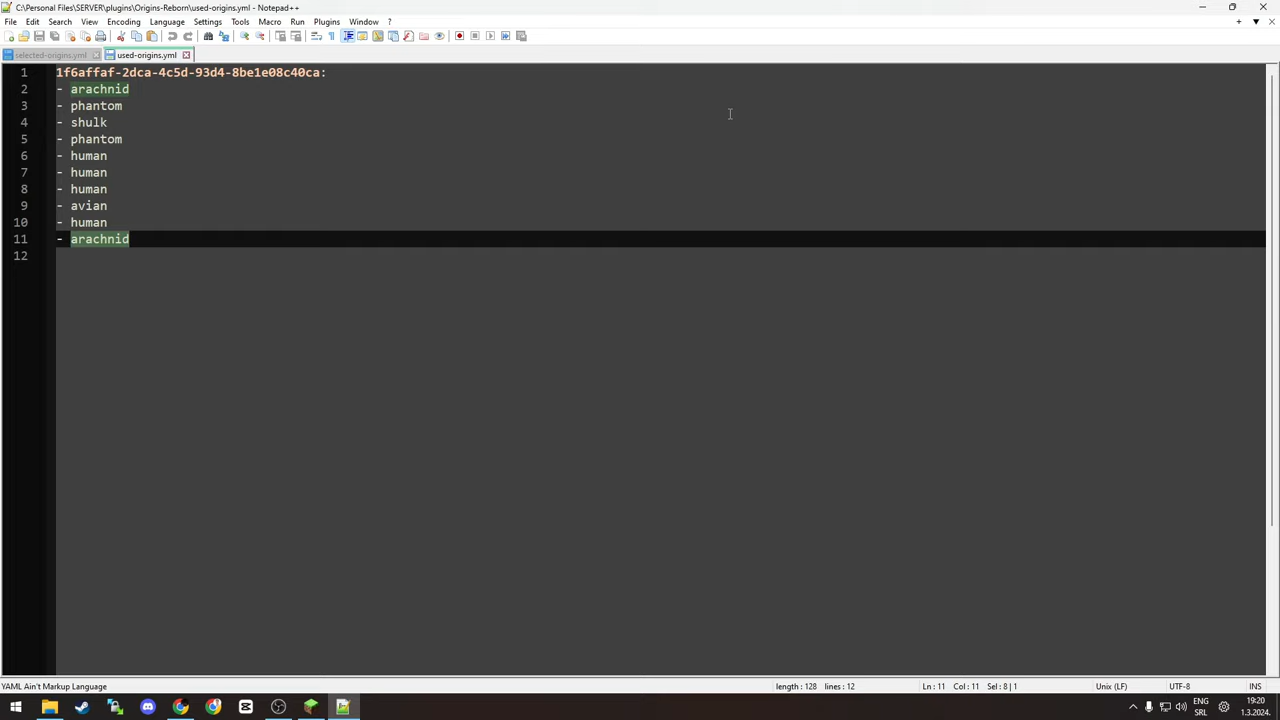 C:\Personal Files\SERVER\plugins\Origins-Reborn\used-origins.yml - Notepad++
File Edit Search View Encoding Language Settings Tools Macro Run Plugins Window ?
selected-origins.yml used-origins.yml
1 1f6affaf-2dca-4c5d-93d4-8be1e08c40ca:
2 - arachnid
3 - phantom
4 - shulk
5 - phantom
6 - human
7 - human
8 - human
9 - avian
10 - human
11 - arachnid
12
YAML Ain't Markup Language length : 128 lines : 12 Ln : 11 Col : 11 Sel : 8 | 1 Unix (LF) UTF-8 INS
ENG 19:20
SRL 1.3.2024.